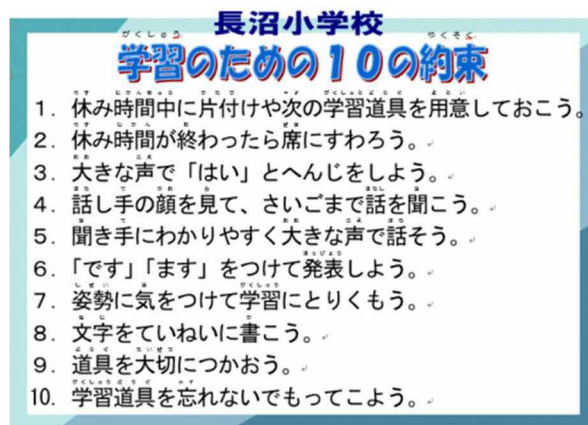 長沼小学校
学習のための10の約束
1. 休み時間中に片付けや次の学習道具を用意しておこう。
2. 休み時間が終わったら席にすわろう。
3. 大きな声で「はい」とへんじをしよう。
4. 話し手の顔を見て、さいごまで話を聞こう。
5. 聞き手にわかりやすく大きな声で話そう。
6.「です」「ます」をつけて発表しよう。
7. 姿勢に気をつけて学習にとりくもう。
8. 文字をていねいに書こう。
9. 道具を大切につかおう。
10. 学習道具を忘れないでもってこよう。